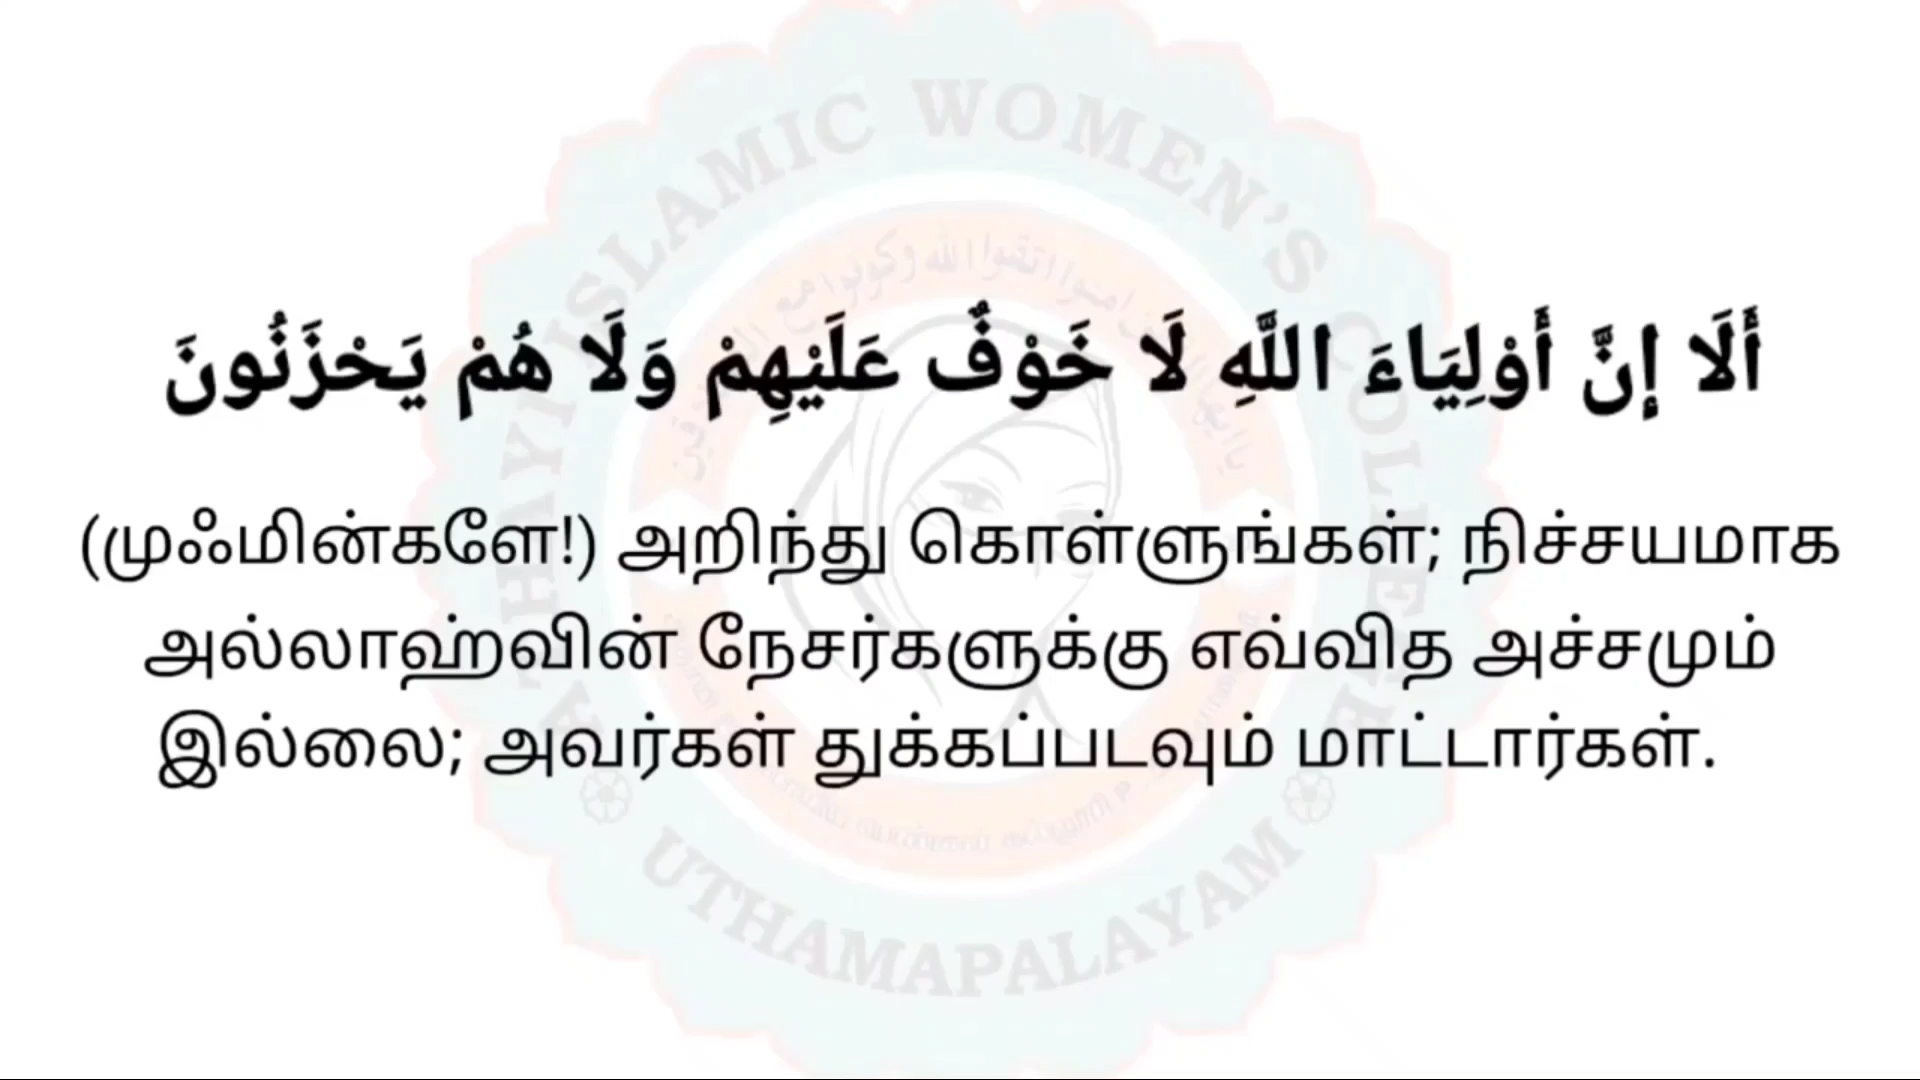 أَلَا إِنَّ أَوْلِيَاءَ اللَّهِ لَا خَوْفٌ عَلَيْهِمْ وَلَا هُمْ يَحْزَنُونَ
(முஃமின்களே!) அறிந்து கொள்ளுங்கள்; நிச்சயமாக
அல்லாஹ்வின் நேசர்களுக்கு எவ்வித அச்சமும்
இல்லை; அவர்கள் துக்கப்படவும் மாட்டார்கள்.
ISLAMIC WOMEN'S COLLEGE
UTHAMAPALAYAM